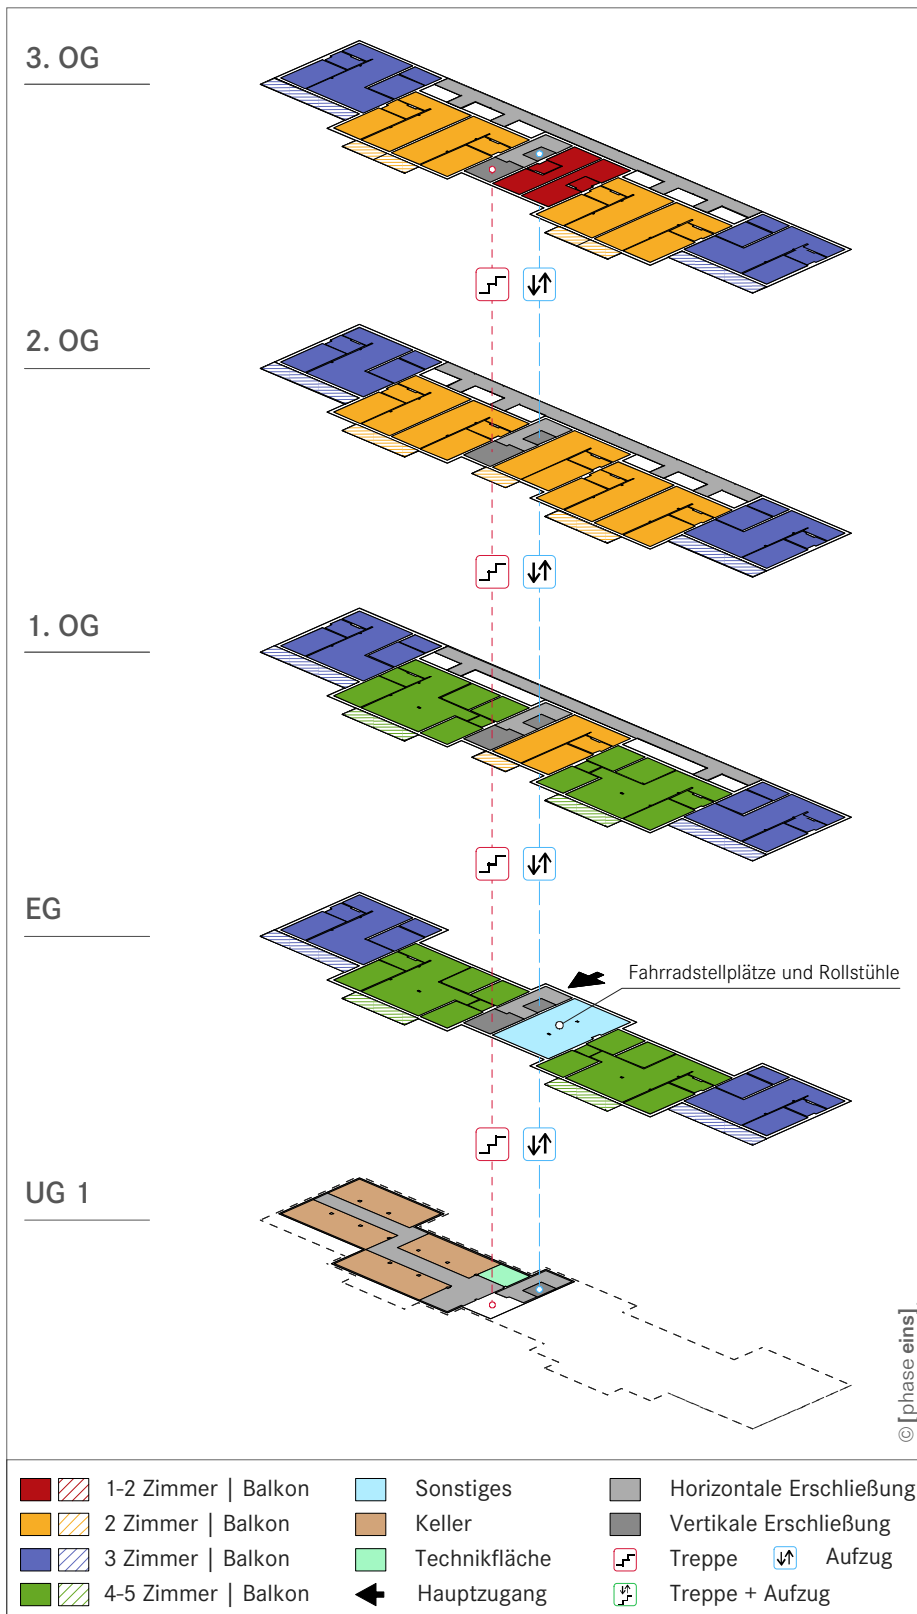 3. OG
2. OG
1. OG
EG
Fahrradstellplätze und Rollstühle
UG 1
© [phase eins]
1-2 Zimmer | Balkon
2 Zimmer | Balkon
3 Zimmer | Balkon
4-5 Zimmer | Balkon
Sonstiges
Keller
Technikfläche
Hauptzugang
Horizontale Erschließung
Vertikale Erschließung
Treppe
Aufzug
Treppe + Aufzug